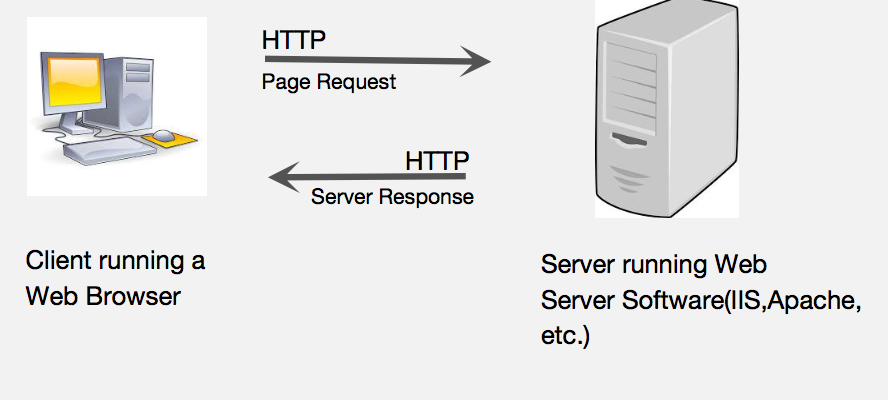 HTTP
Page Request
HTTP
Server Response
Client running a
Web Browser
Server running Web
Server Software(IIS,Apache,
etc.)